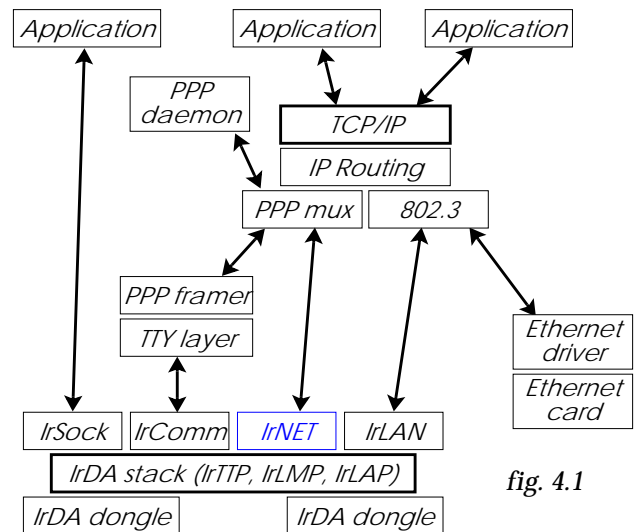 Application
Application
Application
PPP
daemon
TCP/IP
IP Routing
PPP mux
802.3
PPP framer
TTY layer
Ethernet
driver
Ethernet
card
IrSock
IrComm
IrNET
IrLAN
IrDA stack (IrTTP, IrLMP, IrLAP)
fig. 4.1
IrDA dongle
IrDA dongle